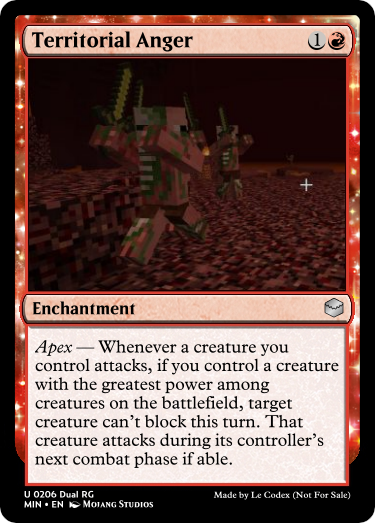 Territorial Anger 1
Enchantment
Apex — Whenever a creature you
control attacks, if you control a creature
with the greatest power among
creatures on the battlefield, target
creature can't block this turn. That
creature attacks during its controller's
next combat phase if able.
U 0206 Dual RG
MIN • EN Mojang Studios
Made by Le Codex (Not For Sale)